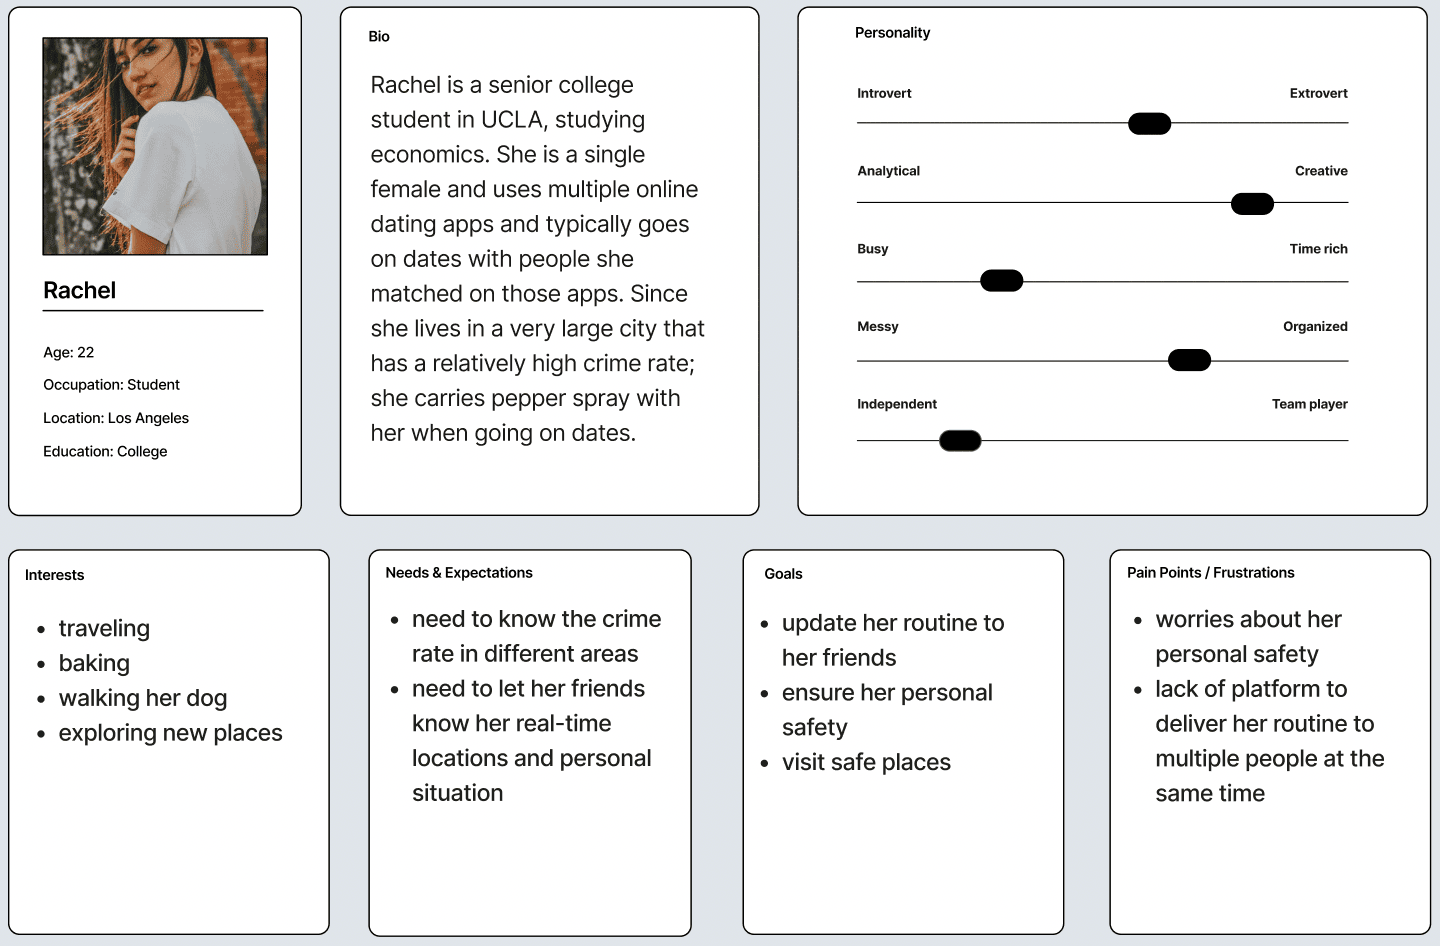 Rachel
Age: 22
Occupation: Student
Location: Los Angeles
Education: College
Bio
Rachel is a senior college
student in UCLA, studying
economics. She is a single
female and uses multiple online
dating apps and typically goes
on dates with people she
matched on those apps. Since
she lives in a very large city that
has a relatively high crime rate;
she carries pepper spray with
her when going on dates.
Personality
Introvert Extrovert
Analytical Creative
Busy Time rich
Messy Organized
Independent Team player
Interests
• traveling
• baking
• walking her dog
• exploring new places
Needs & Expectations
• need to know the crime
rate in different areas
• need to let her friends
know her real-time
locations and personal
situation
Goals
• update her routine to
her friends
• ensure her personal
safety
• visit safe places
Pain Points / Frustrations
• worries about her
personal safety
• lack of platform to
deliver her routine to
multiple people at the
same time